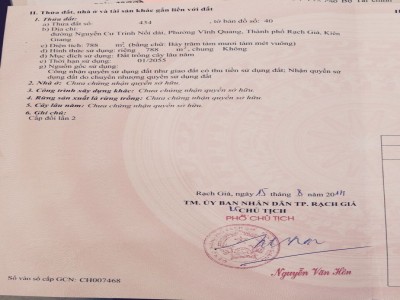 II. Thửa đất, nhà ở và tài sản khác gắn liền với đất
1. Thửa đất:
a) Thửa đất số: 454 , tờ bản đồ số: 40
b) Địa chỉ:
đường Nguyễn Cư Trinh Nối dài, Phường Vĩnh Quang, Thành phố Rạch Giá, Kiên
Giang
c) Diện tích: 788 m², (bằng chữ: Bảy trăm tám mươi tám mét vuông)
d) Hình thức sử dụng: riêng 788 m², chung Không
đ) Mục đích sử dụng: Đất trồng cây lâu năm
e) Thời hạn sử dụng: 01/2055
g) Nguồn gốc sử dụng:
Công nhận quyền sử dụng đất như giao đất có thu tiền sử dụng đất; Nhận quyền sử
dụng đất do chuyển nhượng quyền sử dụng đất
2. Nhà ở: Chưa chứng nhận quyền sở hữu.
3. Công trình xây dựng khác: Chưa chứng nhận quyền sở hữu.
4. Rừng sản xuất là rừng trồng: Chưa chứng nhận quyền sở hữu.
5. Cây lâu năm: Chưa chứng nhận quyền sở hữu.
6. Ghi chú:
Cấp đổi lần 2
Rạch Giá, ngày 15 tháng 8 năm
TM. ỦY BAN NHÂN DÂN TP. RẠCH GIÁ
CHỦ TỊCH
PHÓ CHỦ TỊCH
Nguyễn Văn Hôn
Số vào sổ cấp GCN: CH007468